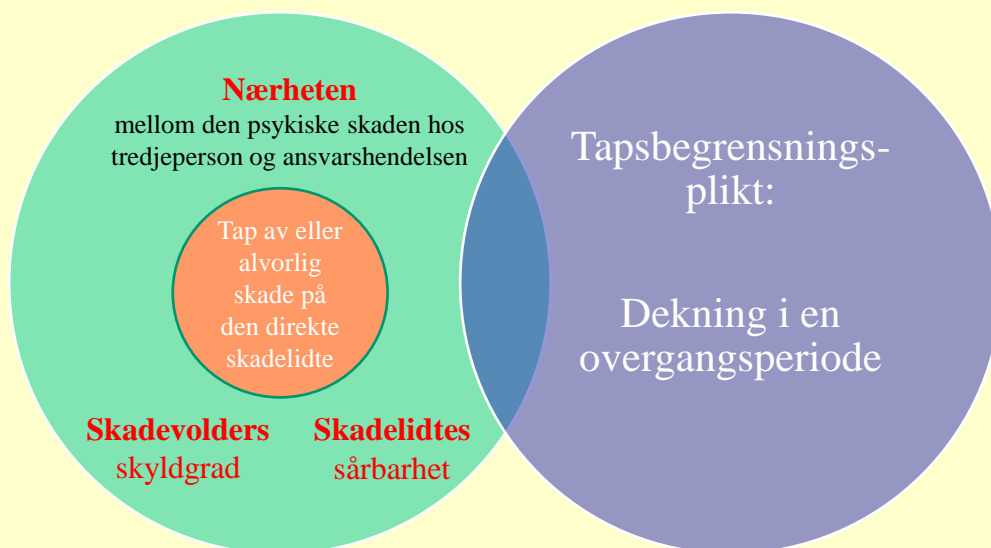 Nærheten
mellom den psykiske skaden hos
tredjeperson og ansvarshendelsen
Tap av eller
alvorlig
skade på
den direkte
skadelidte
Skadevolders
skyldgrad
Skadelidtes
sårbarhet
Tapsbegrensnings-
plikt:
Dekning i en
overgangsperiode